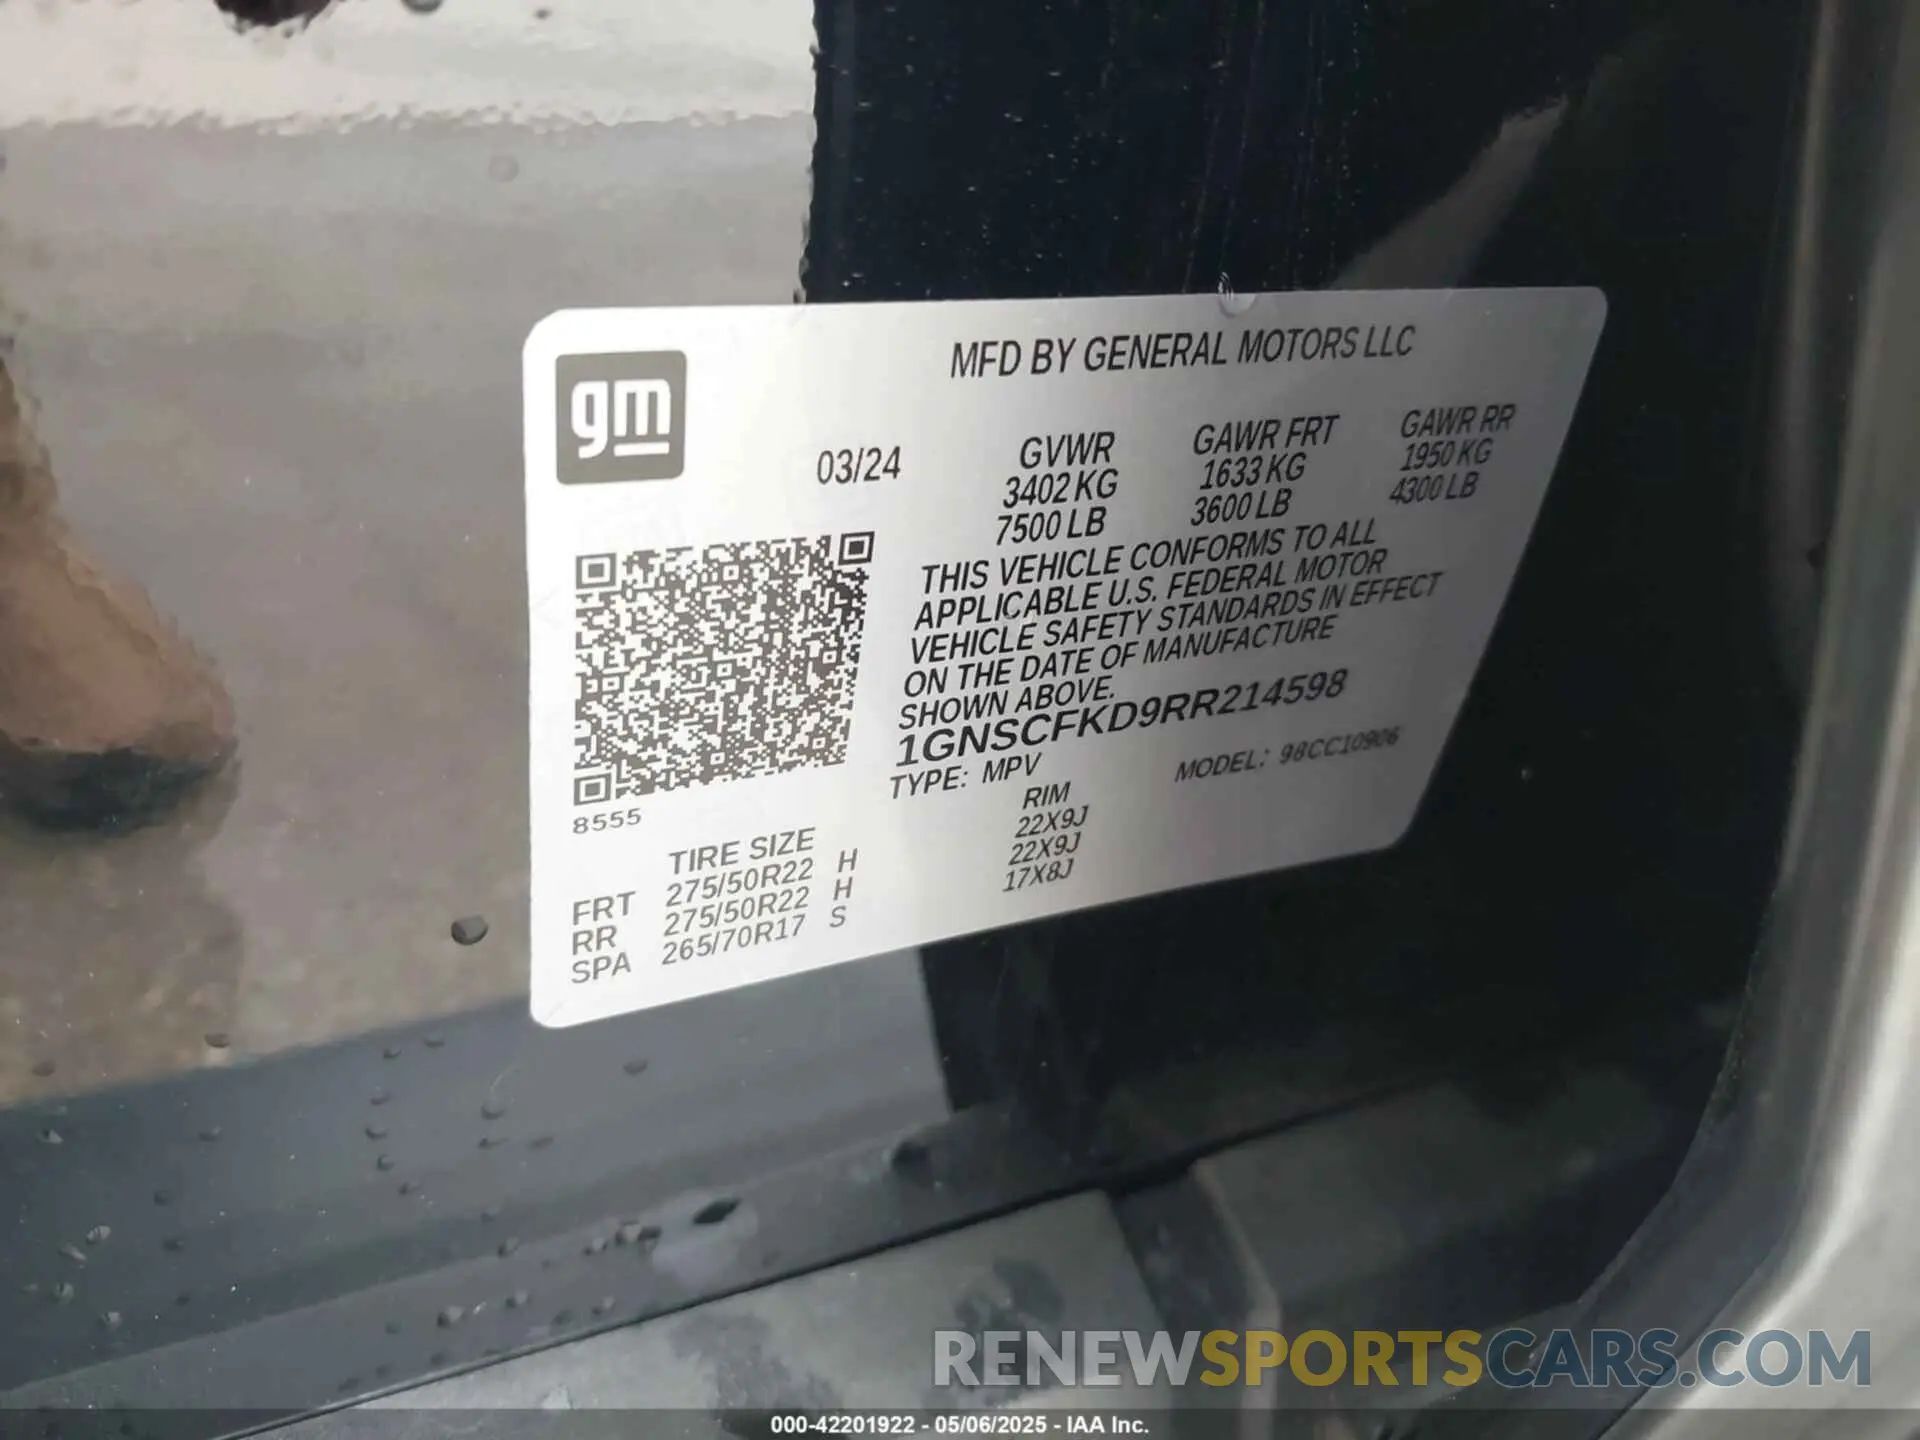 MFD BY GENERAL MOTORS LLC
gm
03/24
GVWR GAWR FRT GAWR RR
3402 KG 1633 KG 1950 KG
7500 LB 3600 LB 4300 LB
THIS VEHICLE CONFORMS TO ALL
APPLICABLE U.S. FEDERAL MOTOR
VEHICLE SAFETY STANDARDS IN EFFECT
ON THE DATE OF MANUFACTURE
SHOWN ABOVE.
1GNSCFKD9RR214598
TYPE: MPV MODEL: 98CC10906
8555
TIRE SIZE RIM
FRT 275/50R22 H 22X9J
RR 275/50R22 H 22X9J
SPA 265/70R17 S 17X8J
RENEWSPORTSCARS.COM
000-42201922 - 05/06/2025 - IAA Inc.